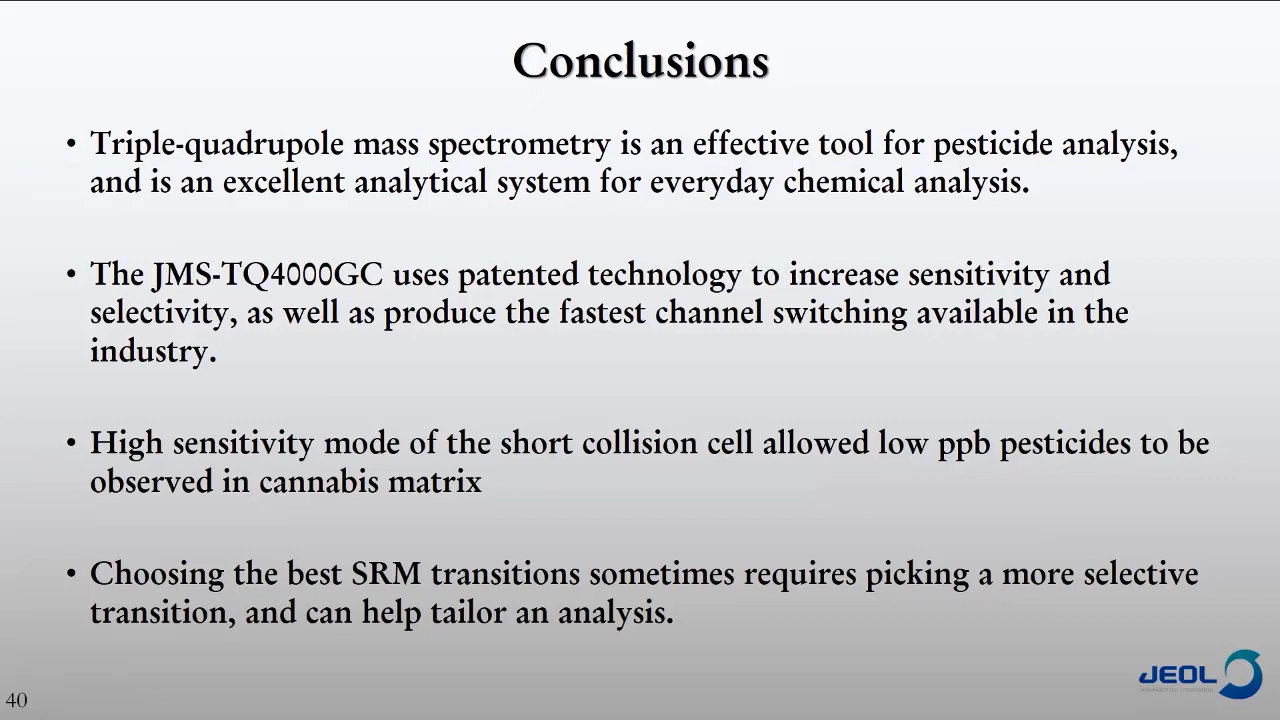 Conclusions
• Triple-quadrupole mass spectrometry is an effective tool for pesticide analysis,
and is an excellent analytical system for everyday chemical analysis.
• The JMS-TQ4000GC uses patented technology to increase sensitivity and
selectivity, as well as produce the fastest channel switching available in the
industry.
• High sensitivity mode of the short collision cell allowed low ppb pesticides to be
observed in cannabis matrix
• Choosing the best SRM transitions sometimes requires picking a more selective
transition, and can help tailor an analysis.
JEOL
40